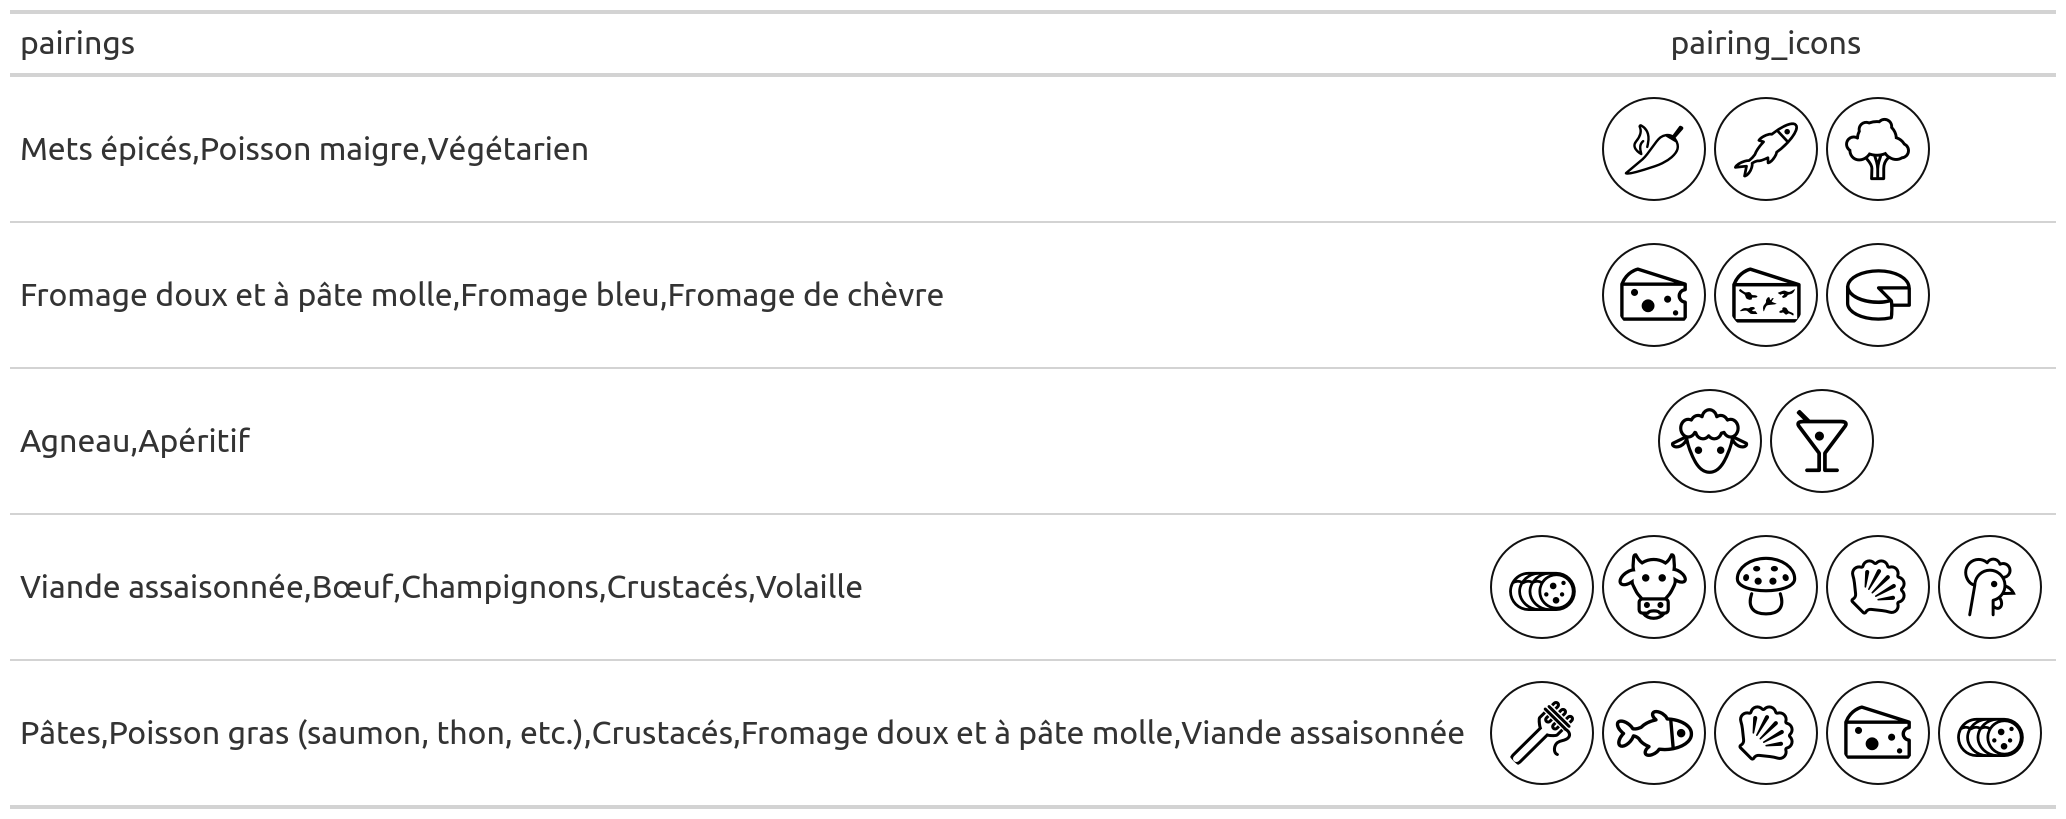 pairings pairing_icons
Mets épicés,Poisson maigre,Végétarien
Fromage doux et à pâte molle,Fromage bleu,Fromage de chèvre
Agneau,Apéritif
Viande assaisonnée,Bœuf,Champignons,Crustacés,Volaille
Pâtes,Poisson gras (saumon, thon, etc.),Crustacés,Fromage doux et à pâte molle,Viande assaisonnée